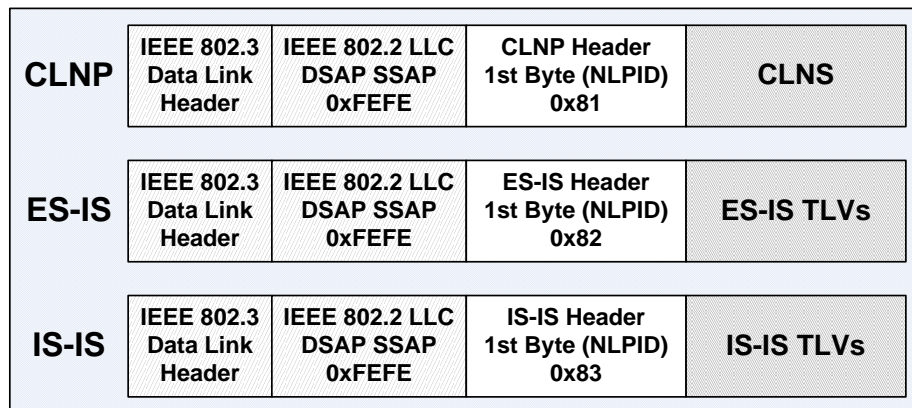 CLNP
IEEE 802.3
Data Link
Header
IEEE 802.2 LLC
DSAP SSAP
0xFEFE
CLNP Header
1st Byte (NLPID)
0x81
CLNS
ES-IS
IEEE 802.3
Data Link
Header
IEEE 802.2 LLC
DSAP SSAP
0xFEFE
ES-IS Header
1st Byte (NLPID)
0x82
ES-IS TLVs
IS-IS
IEEE 802.3
Data Link
Header
IEEE 802.2 LLC
DSAP SSAP
0xFEFE
IS-IS Header
1st Byte (NLPID)
0x83
IS-IS TLVs